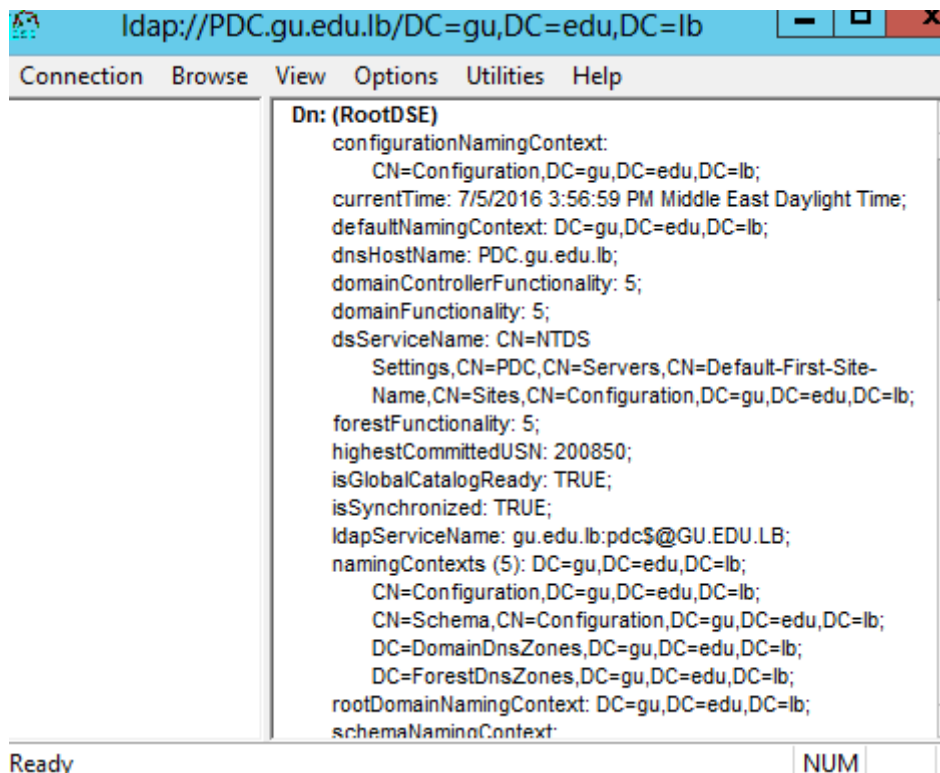 ldap://PDC.gu.edu.lb/DC=gu,DC=edu,DC=lb
Connection Browse View Options Utilities Help
Dn: (RootDSE)
configurationNamingContext:
CN=Configuration,DC=gu,DC=edu,DC=lb;
currentTime: 7/5/2016 3:56:59 PM Middle East Daylight Time;
defaultNamingContext: DC=gu,DC=edu,DC=lb;
dnsHostName: PDC.gu.edu.lb;
domainControllerFunctionality: 5;
domainFunctionality: 5;
dsServiceName: CN=NTDS
Settings,CN=PDC,CN=Servers,CN=Default-First-Site-
Name,CN=Sites,CN=Configuration,DC=gu,DC=edu,DC=lb;
forestFunctionality: 5;
highestCommittedUSN: 200850;
isGlobalCatalogReady: TRUE;
isSynchronized: TRUE;
ldapServiceName: gu.edu.lb:pdc$@GU.EDU.LB;
namingContexts (5): DC=gu,DC=edu,DC=lb;
CN=Configuration,DC=gu,DC=edu,DC=lb;
CN=Schema,CN=Configuration,DC=gu,DC=edu,DC=lb;
DC=DomainDnsZones,DC=gu,DC=edu,DC=lb;
DC=ForestDnsZones,DC=gu,DC=edu,DC=lb;
rootDomainNamingContext: DC=gu,DC=edu,DC=lb;
schemaNamingContext:
Ready NUM